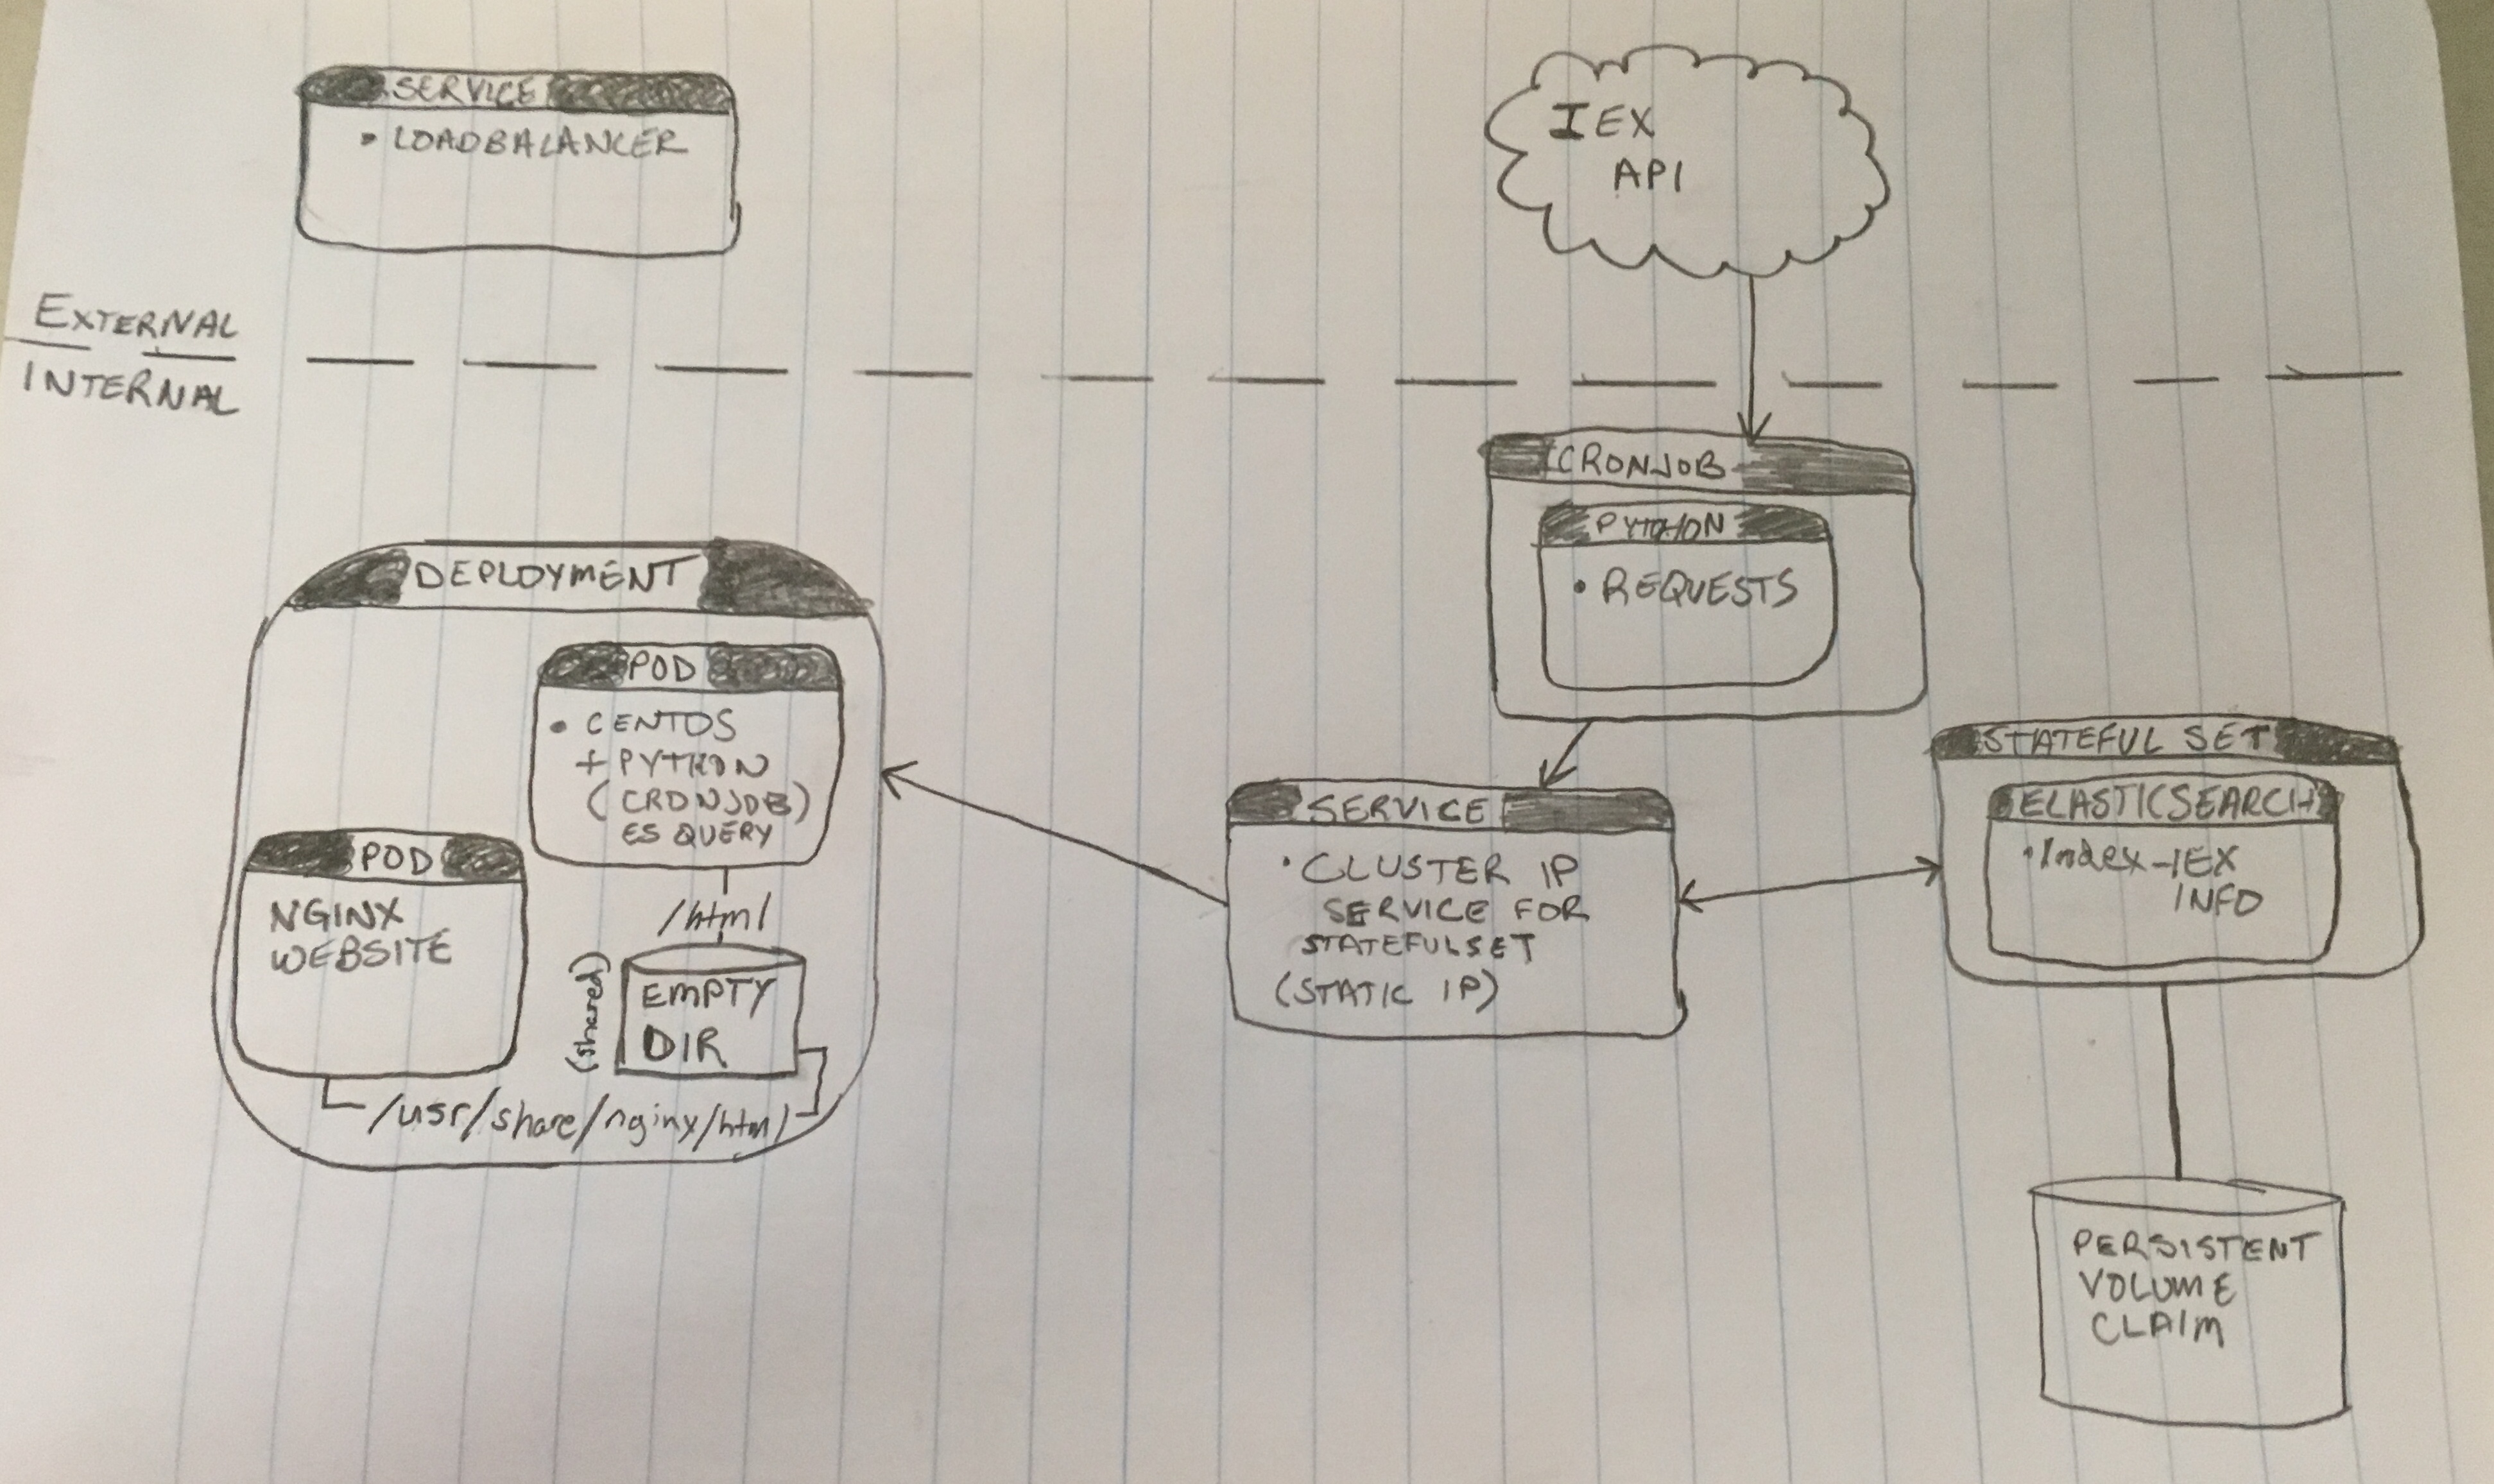 SERVICE
• LOADBALANCER
IEX
API
EXTERNAL
INTERNAL
CRONJOB
PYTHON
• REQUESTS
DEPLOYMENT
POD
• CENTOS
+ PYTHON
(CRONJOB)
ES QUERY
POD
NGINX
WEBSITE
/html
(shared)
EMPTY
DIR
/usr/share/nginx/html
SERVICE
• CLUSTER IP
SERVICE FOR
STATEFULSET
(STATIC IP)
STATEFUL SET
ELASTICSEARCH
• Index-IEX
INFO
PERSISTENT
VOLUME
CLAIM